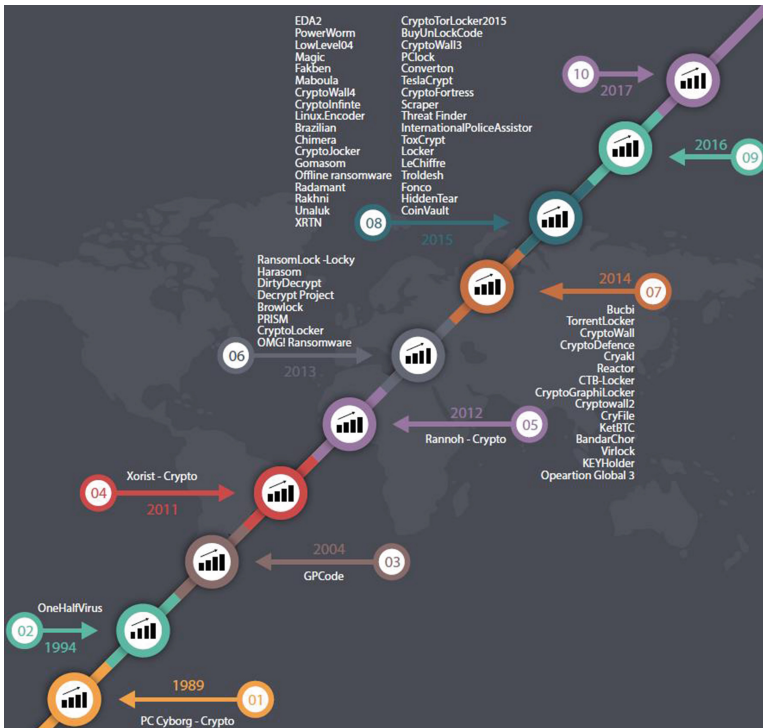 EDA2
PowerWorm
LowLevel04
Magic
Fakben
Maboula
CryptoWall4
CryptoInfinte
Linux.Encoder
Brazilian
Chimera
CryptoJocker
Gomasom
Offline ransomware
Radamant
Rakhni
Unaluk
XRTN
CryptoTorLocker2015
BuyUnLockCode
CryptoWall3
PClock
Converton
TeslaCrypt
CryptoFortress
Scraper
Threat Finder
InternationalPoliceAssistor
ToxCrypt
Locker
LeChiffre
Troldesh
Fonco
HiddenTear
CoinVault
08
2015
10
2017
2016
09
2014
07
Bucbi
TorrentLocker
CryptoWall
CryptoDefence
Cryakl
Reactor
CTB-Locker
CryptoGraphiLocker
Cryptowall2
CryFile
KetBTC
BandarChor
Virlock
KEYHolder
Opeartion Global 3
RansomLock -Locky
Harasom
DirtyDecrypt
Decrypt Project
Browlock
PRISM
CryptoLocker
OMG! Ransomware
06
2013
2012
05
Rannoh - Crypto
Xorist - Crypto
04
2011
2004
03
GPCode
OneHalfVirus
02
1994
1989
01
PC Cyborg - Crypto